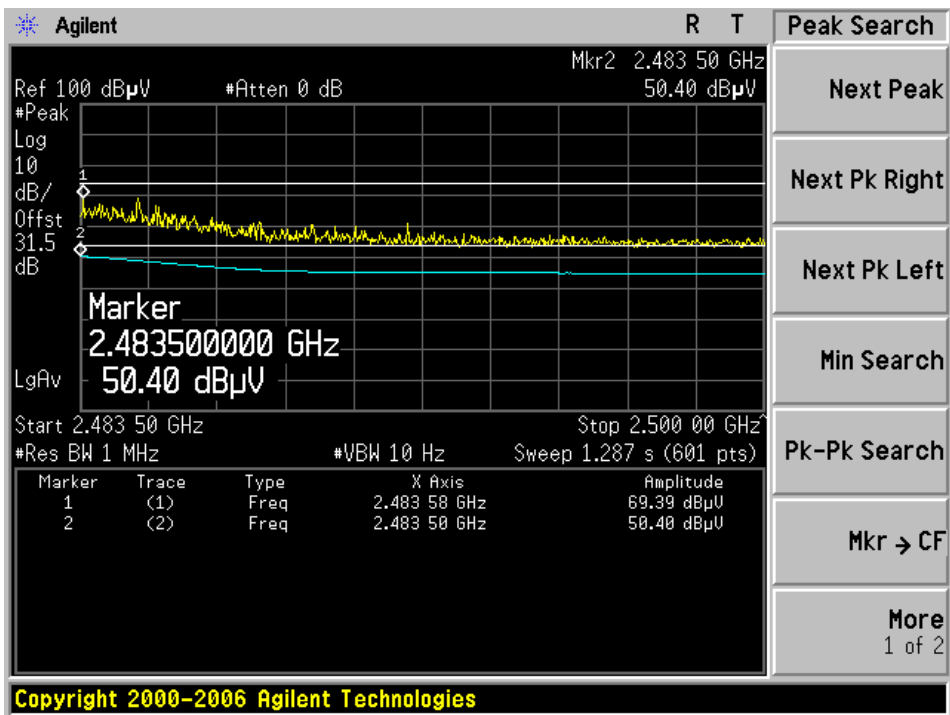 Agilent R T Peak Search
Mkr2 2.483 50 GHz
Ref 100 dBµV #Atten 0 dB 50.40 dBµV
#Peak
Log
10
dB/
Offst
31.5
dB
1
2
Marker
2.483500000 GHz
50.40 dBµV
LgAv
Start 2.483 50 GHz Stop 2.500 00 GHz^
#Res BW 1 MHz #VBW 10 Hz Sweep 1.287 s (601 pts)
Marker Trace Type X Axis Amplitude
1 (1) Freq 2.483 58 GHz 69.39 dBµV
2 (2) Freq 2.483 50 GHz 50.40 dBµV
Next Peak
Next Pk Right
Next Pk Left
Min Search
Pk-Pk Search
Mkr → CF
More
1 of 2
Copyright 2000-2006 Agilent Technologies